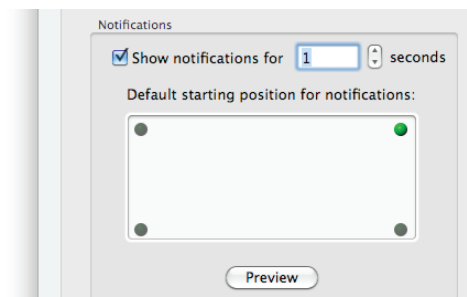 Notifications
Show notifications for 1 seconds
Default starting position for notifications:
Preview